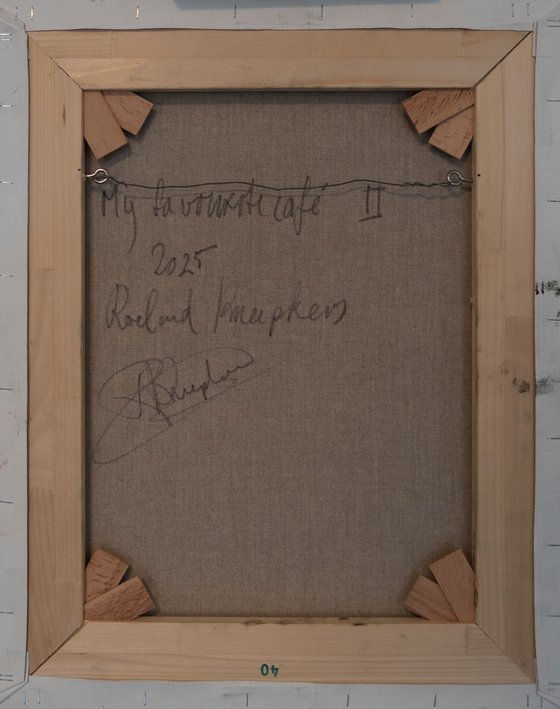 My favourite café II
2025
Roeland Kneepkens
40